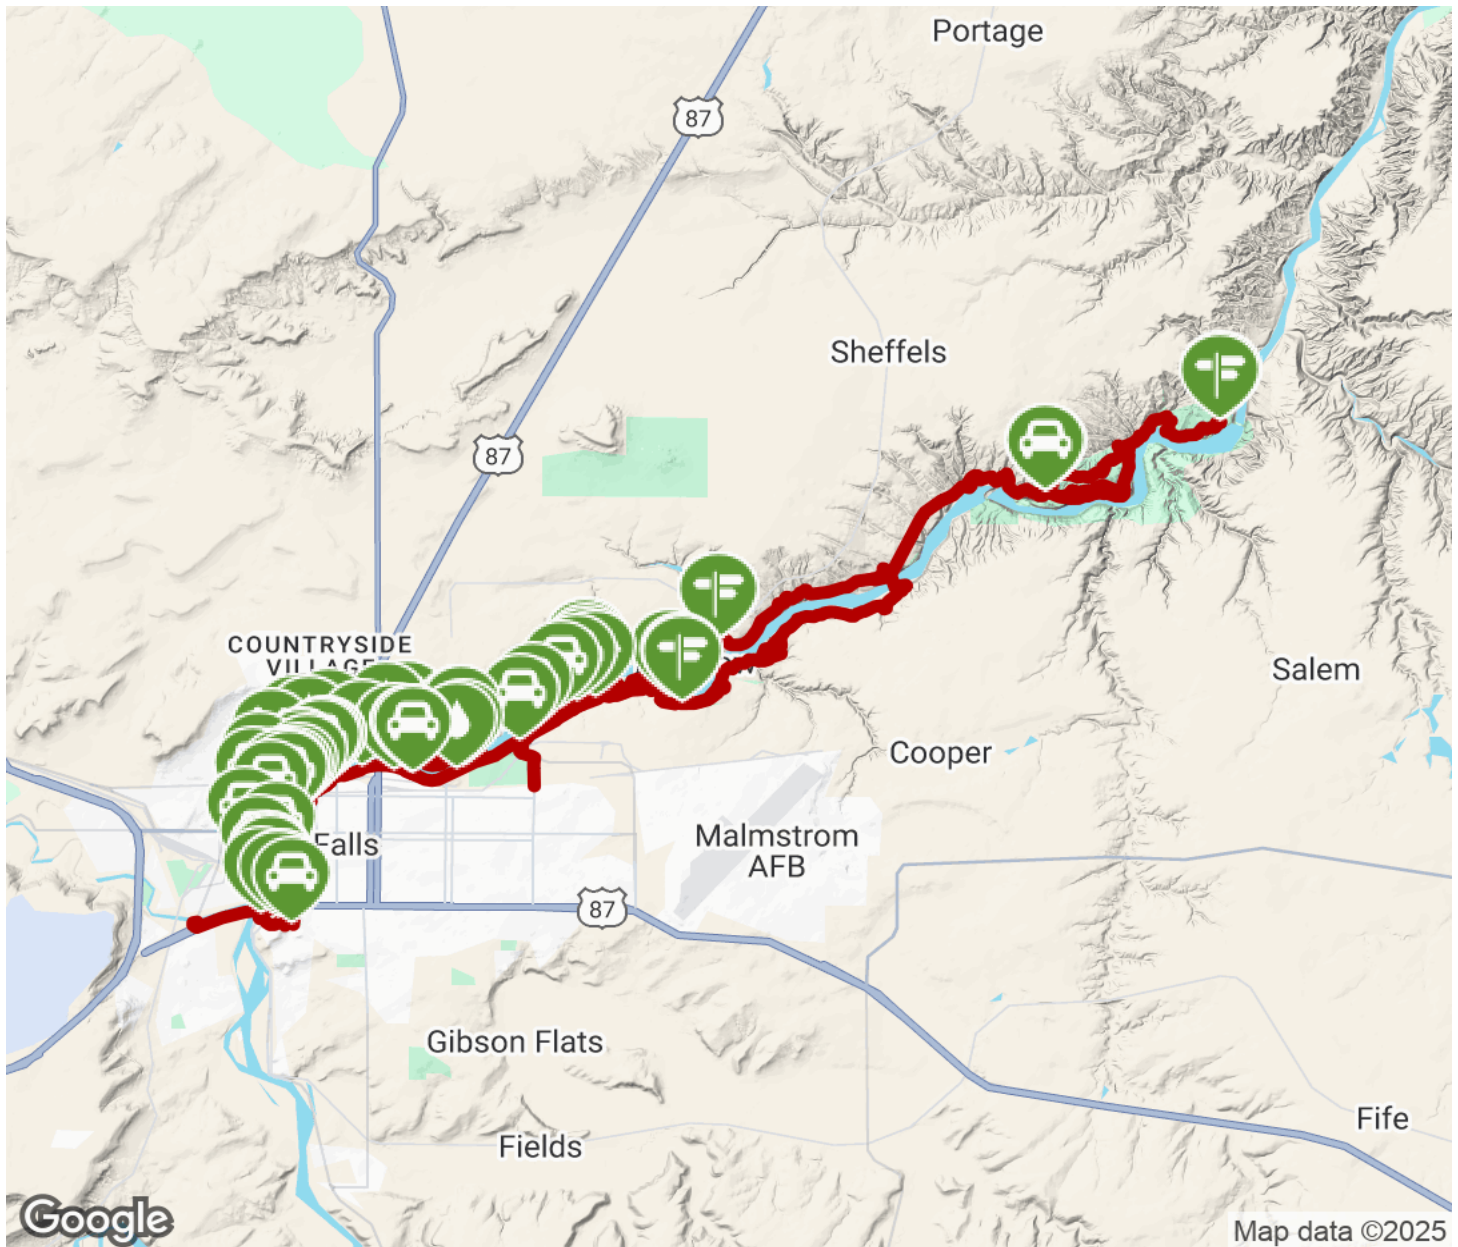 Portage
87
Sheffels
87
COUNTRYSIDE
VILLAGE
Salem
Cooper
Malmstrom
AFB
Falls
87
Gibson Flats
Fife
Fields
Google
Map data ©2025